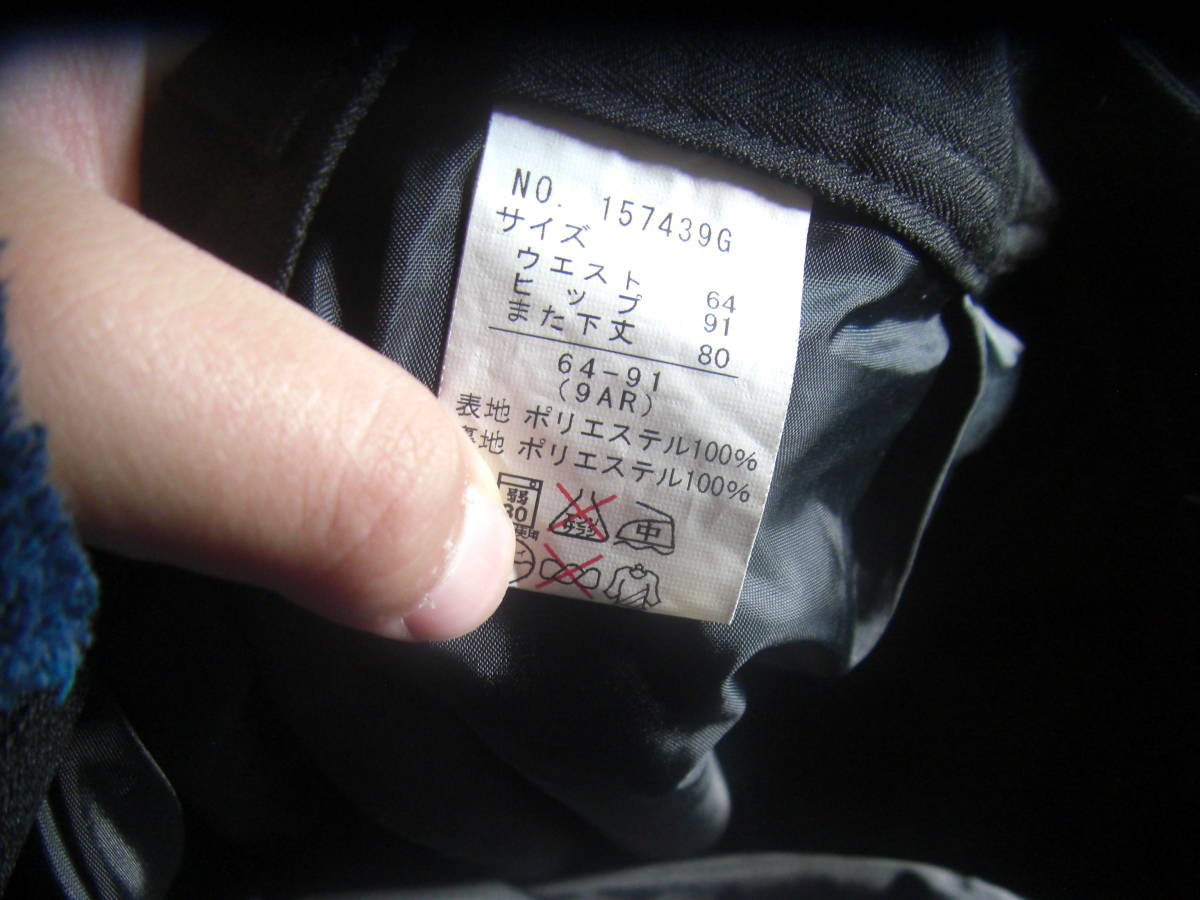 NO. 157439G
サイズ
ウエスト 64
ヒップ 91
また下丈 80
64-91
(9AR)
表地 ポリエステル100%
裏地 ポリエステル100%
弱
30
中